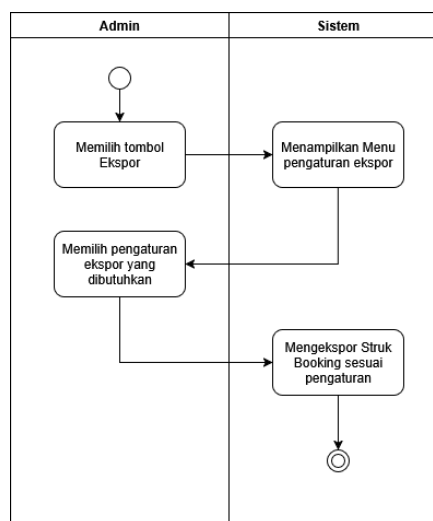 Admin
Sistem
Memilih tombol
Ekspor
Menampilkan Menu
pengaturan ekspor
Memilih pengaturan
ekspor yang
dibutuhkan
Mengekspor Struk
Booking sesuai
pengaturan